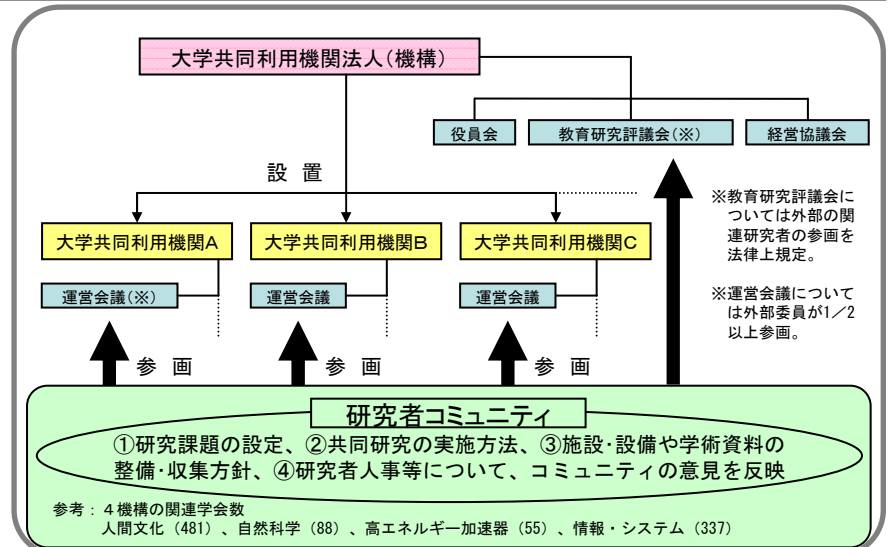 大学共同利用機関法人(機構)
役員会
教育研究評議会(※)
経営協議会
設 置
※教育研究評議会に
ついては外部の関
連研究者の参画を
法律上規定。
大学共同利用機関A
大学共同利用機関B
大学共同利用機関C
運営会議(※)
運営会議
運営会議
※運営会議について
は外部委員が1／2
以上参画。
参 画
参 画
参 画
研究者コミュニティ
①研究課題の設定、②共同研究の実施方法、③施設・設備や学術資料の
整備・収集方針、④研究者人事等について、コミュニティの意見を反映
参考：４機構の関連学会数
人間文化（481）、自然科学（88）、高エネルギー加速器（55）、情報・システム（337）